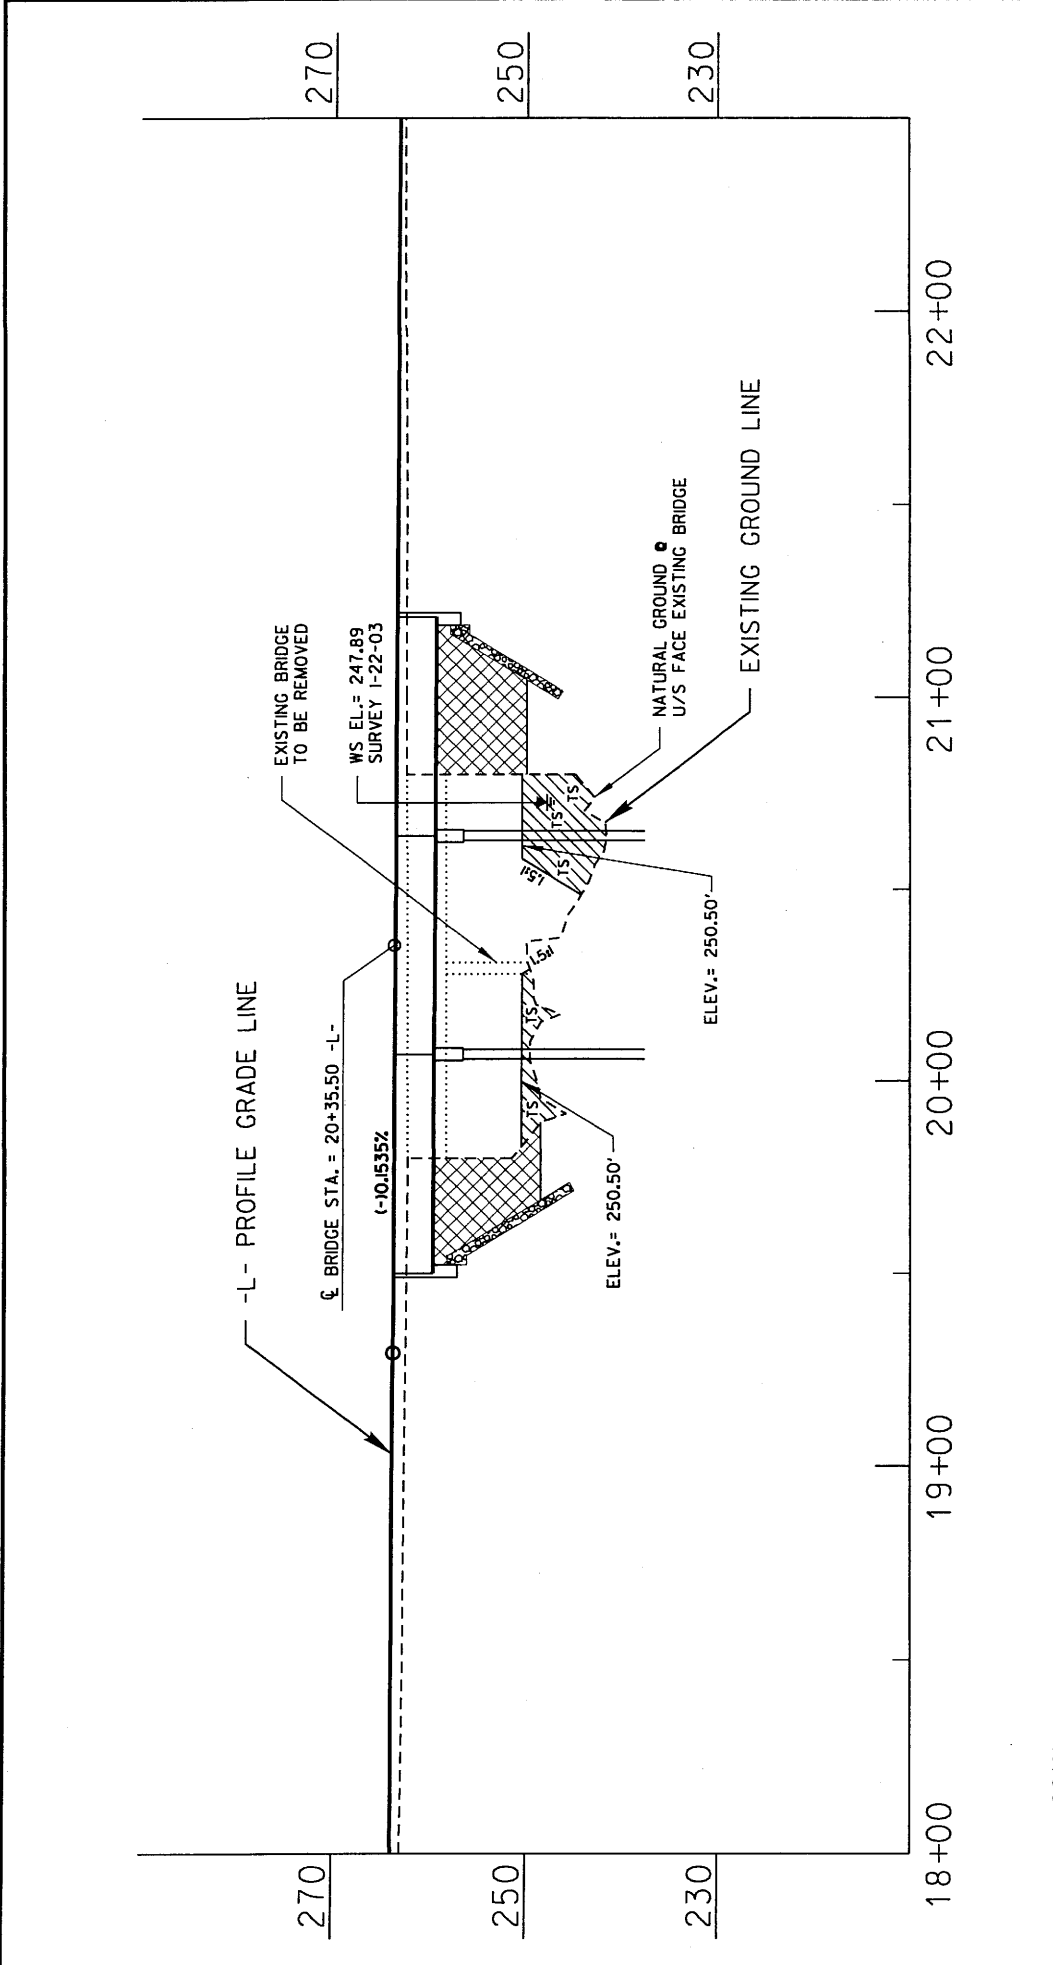 -L- PROFILE GRADE LINE
℄ BRIDGE STA. = 20+35.50 -L-
(-)0.1535%
EXISTING BRIDGE
TO BE REMOVED
WS EL.= 247.89
SURVEY 1-22-03
NATURAL GROUND @
U/S FACE EXISTING BRIDGE
EXISTING GROUND LINE
ELEV.= 250.50'
ELEV.= 250.50'
1.5:1
1.5:1
TS
TS
TS
TS
TS
270
250
230
270
250
230
18+00
19+00
20+00
21+00
22+00